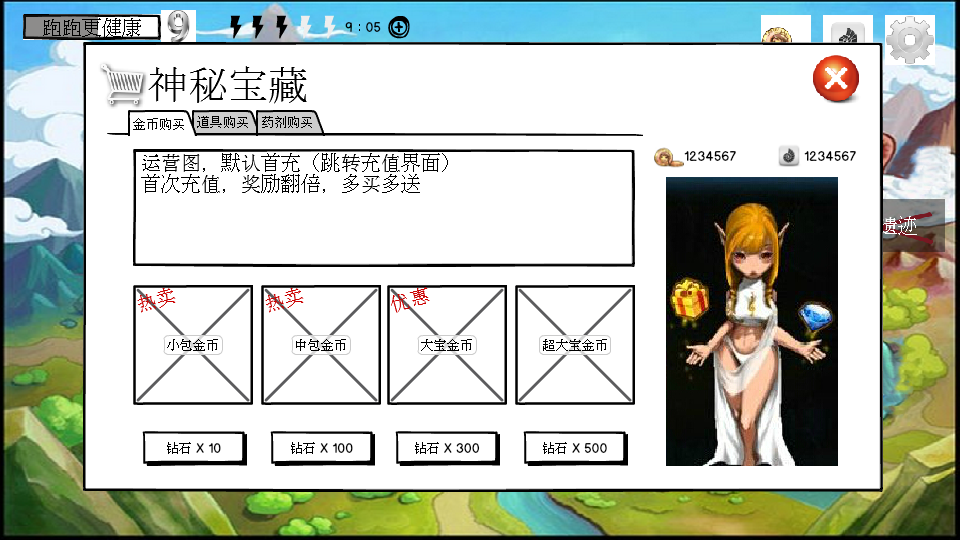 跑跑更健康
9
9：05
神秘宝藏
金币购买
道具购买
药剂购买
1234567
1234567
运营图，默认首充（跳转充值界面）
首次充值，奖励翻倍，多买多送
遗迹
热卖
热卖
优惠
小包金币
中包金币
大宝金币
超大宝金币
钻石 X 10
钻石 X 100
钻石 X 300
钻石 X 500